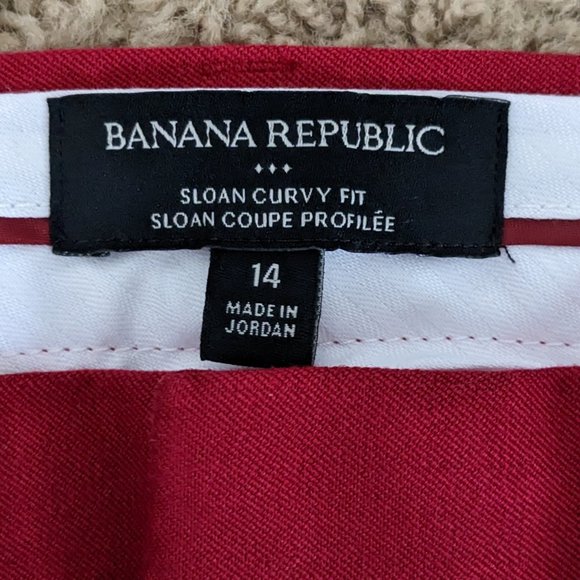 BANANA REPUBLIC
SLOAN CURVY FIT
SLOAN COUPE PROFILÉE
14
MADE IN
JORDAN